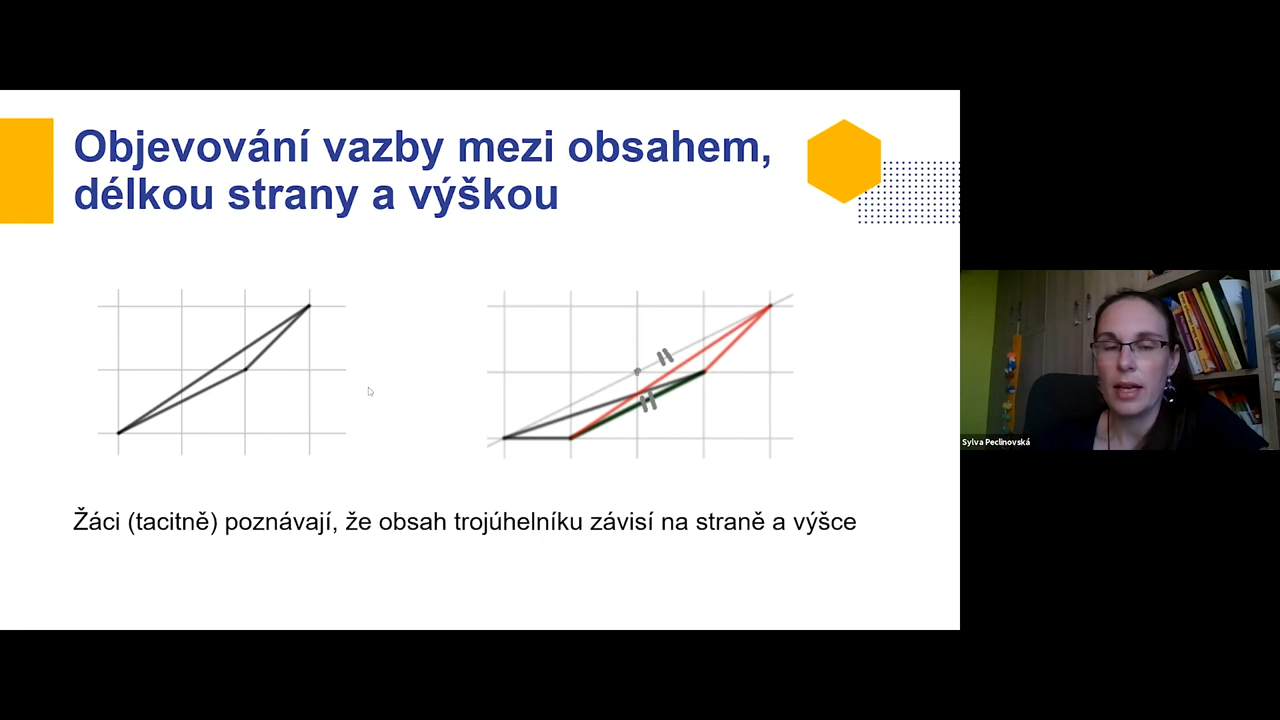 Objevování vazby mezi obsahem,
délkou strany a výškou
Žáci (tacitně) poznávají, že obsah trojúhelníku závisí na straně a výšce
Sylva Peclinovská